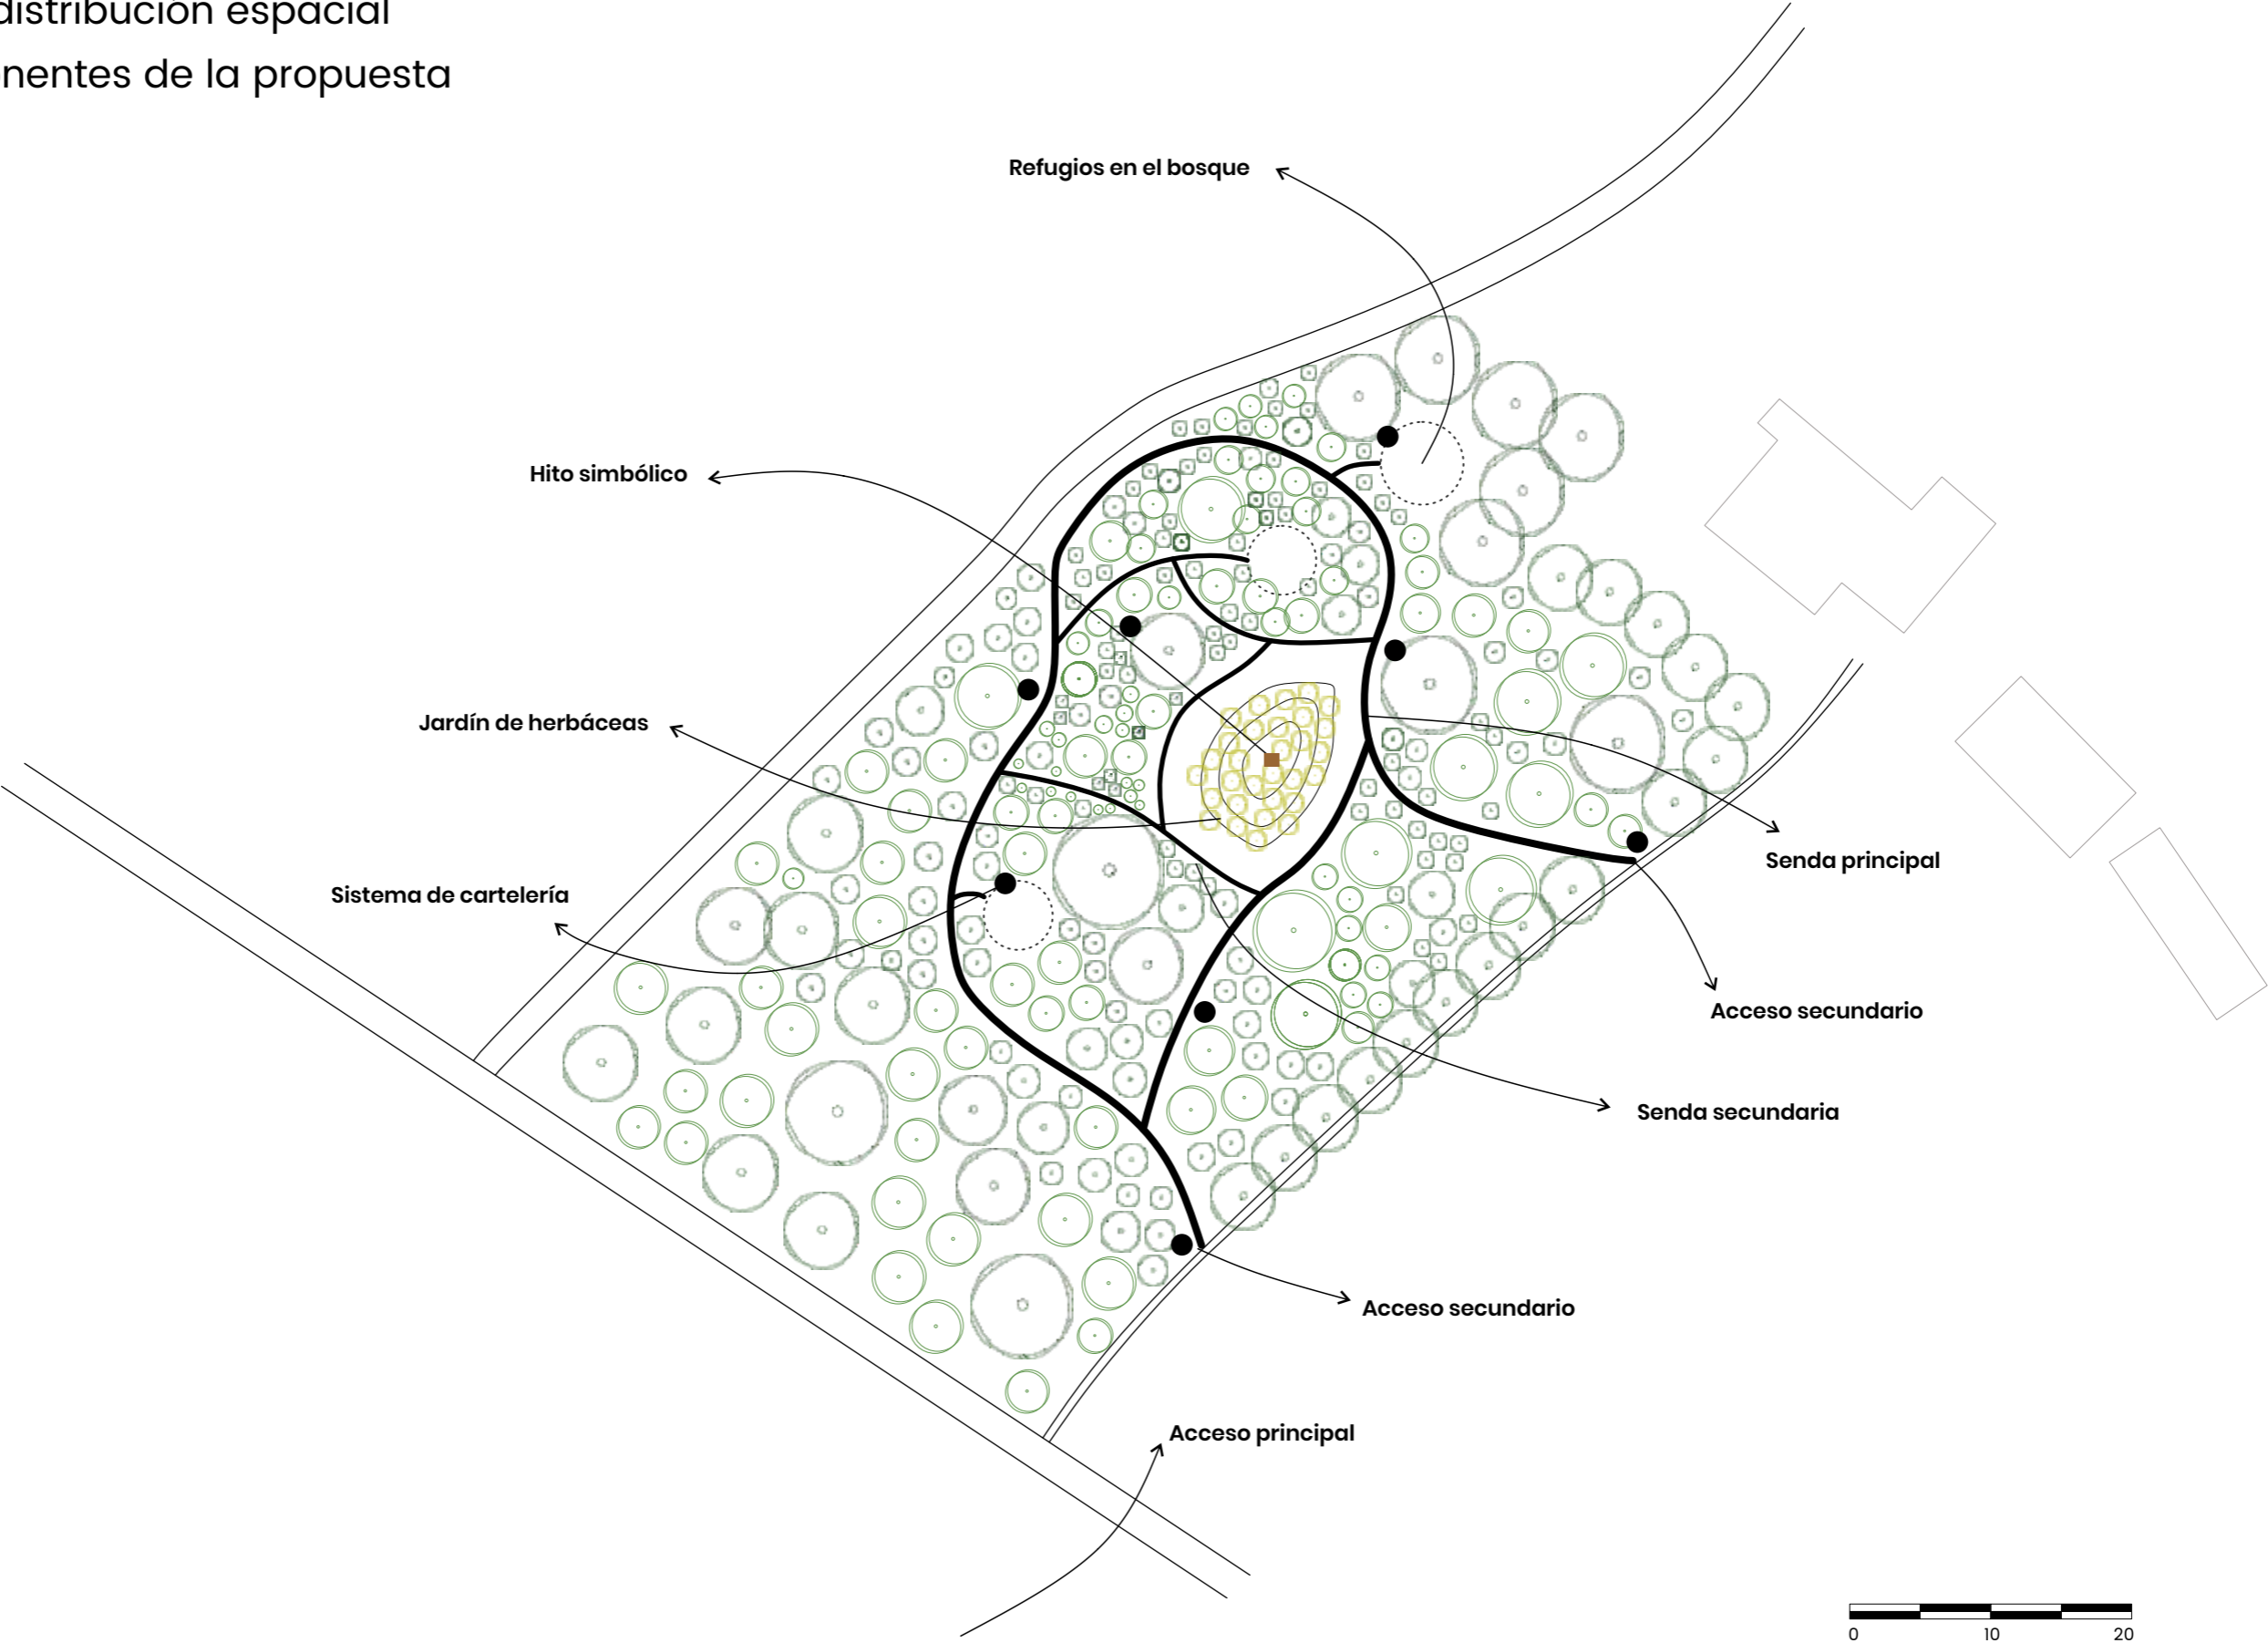 distribución espacial
nentes de la propuesta
Refugios en el bosque
Hito simbólico
Jardín de herbáceas
Sistema de cartelería
Senda principal
Acceso secundario
Senda secundaria
Acceso secundario
Acceso principal
0 10 20